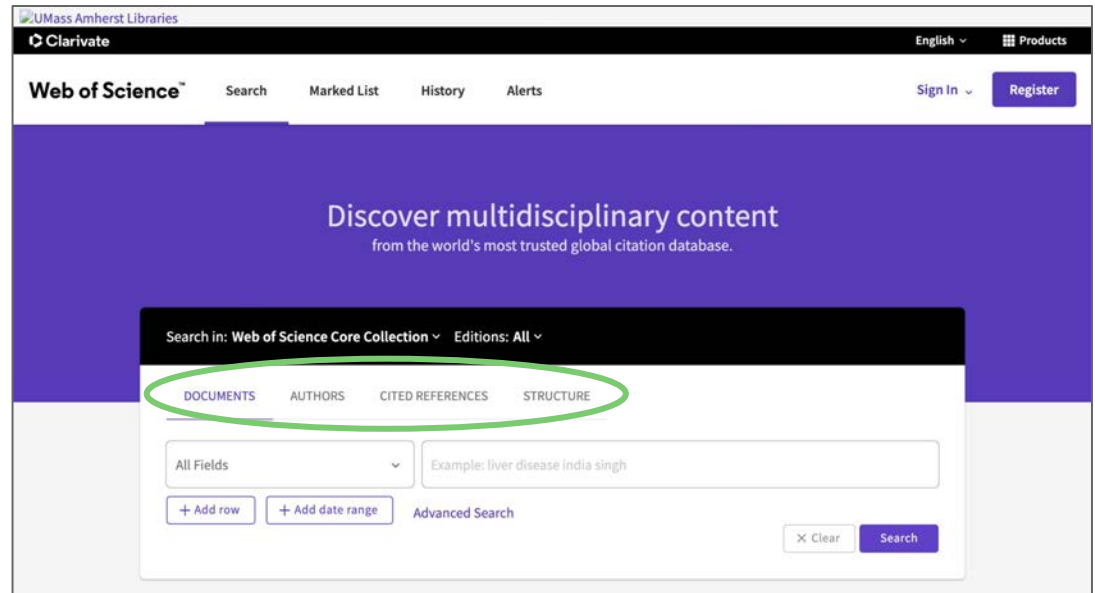 UMass Amherst Libraries
Clarivate English Products
Web of Science™ Search Marked List History Alerts Sign In Register
Discover multidisciplinary content
from the world's most trusted global citation database.
Search in: Web of Science Core Collection Editions: All
DOCUMENTS AUTHORS CITED REFERENCES STRUCTURE
All Fields Example: liver disease india singh
+ Add row + Add date range Advanced Search
× Clear Search